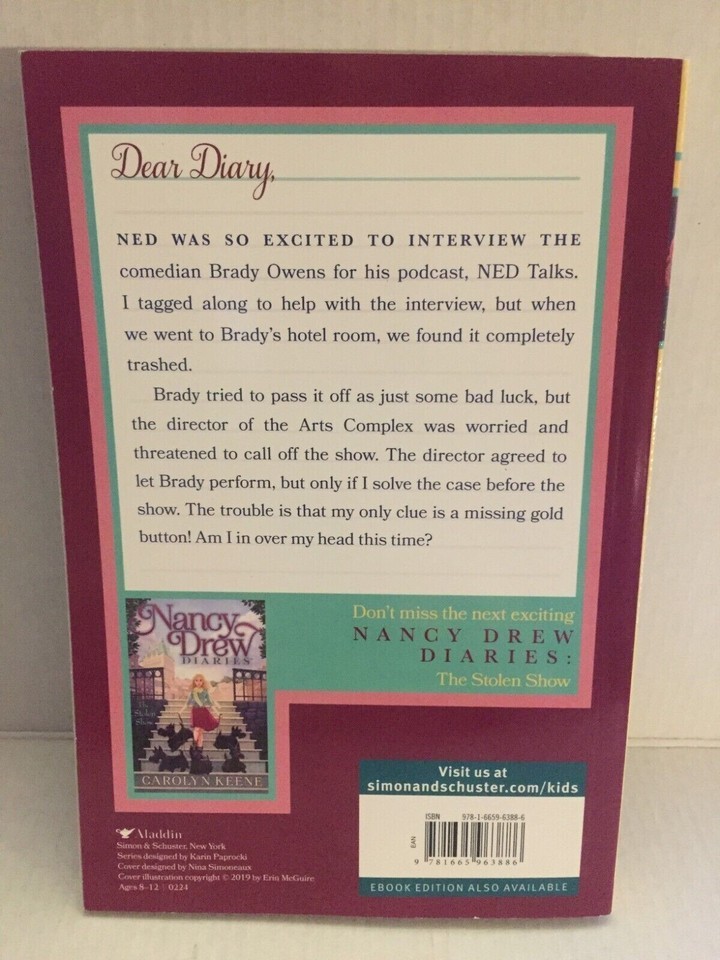 Dear Diary,
NED WAS SO EXCITED TO INTERVIEW THE
comedian Brady Owens for his podcast, NED Talks.
I tagged along to help with the interview, but when
we went to Brady's hotel room, we found it completely
trashed.
Brady tried to pass it off as just some bad luck, but
the director of the Arts Complex was worried and
threatened to call off the show. The director agreed to
let Brady perform, but only if I solve the case before the
show. The trouble is that my only clue is a missing gold
button! Am I in over my head this time?
Nancy
Drew
DIARIES
The
Stolen
Show
CAROLYN KEENE
Don't miss the next exciting
NANCY DREW
DIARIES:
The Stolen Show
Visit us at
simonandschuster.com/kids
ISBN 978-1-6659-6388-6
EAN
9 781665 963886
EBOOK EDITION ALSO AVAILABLE
Aladdin
Simon & Schuster, New York
Series designed by Karin Paprocki
Cover designed by Nina Simoneaux
Cover illustration copyright © 2019 by Erin McGuire
Ages 8–12 | 0224